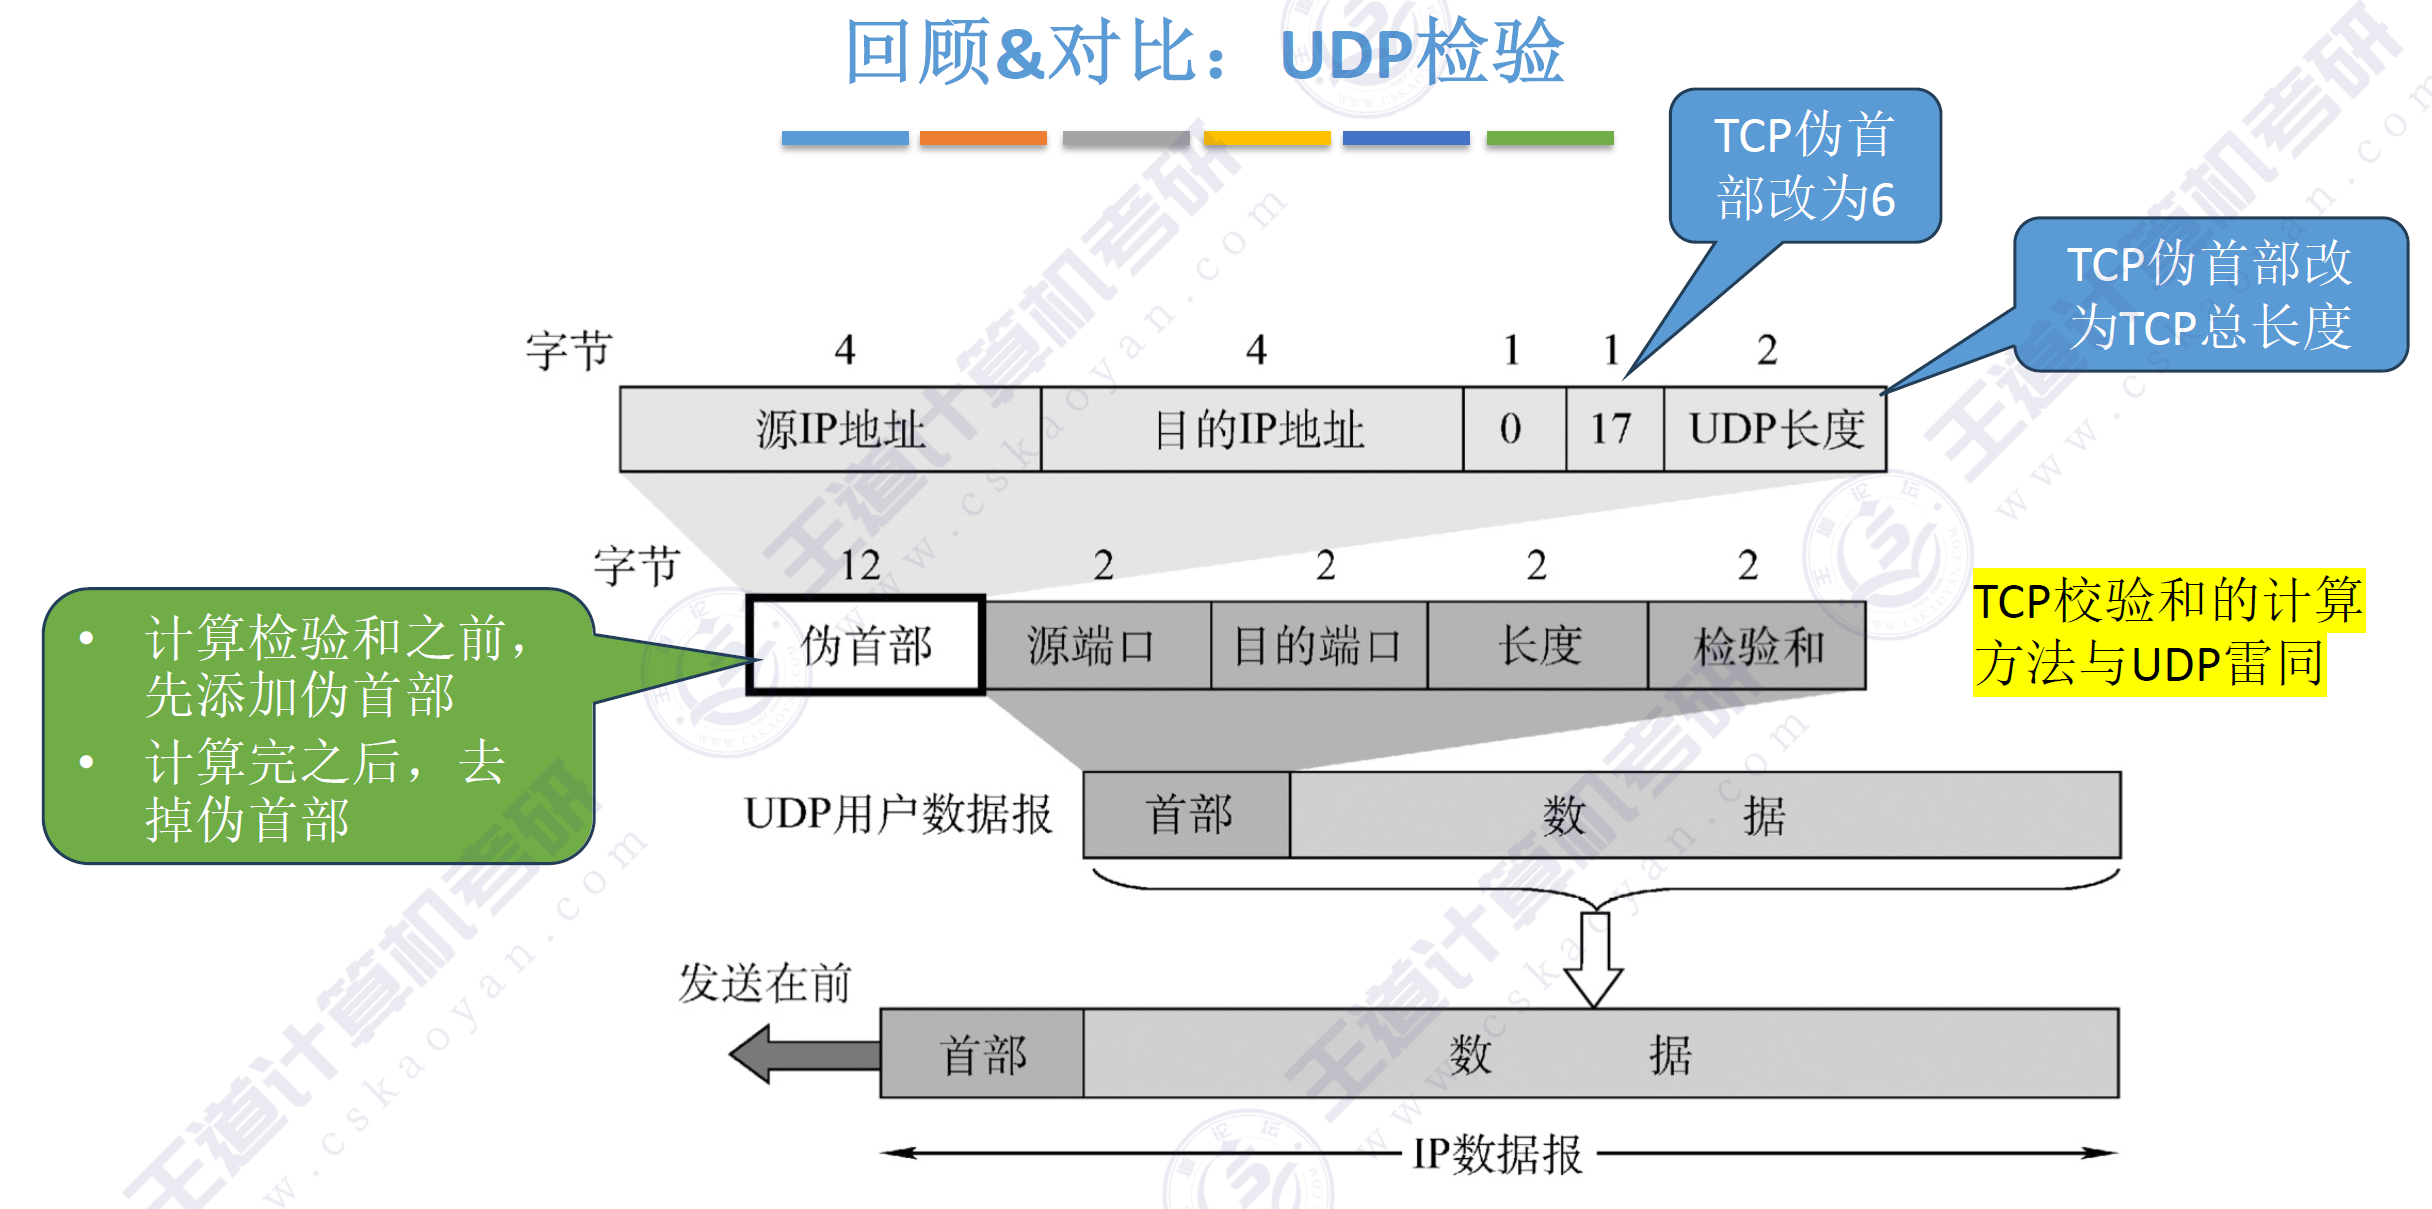 回顾&对比：UDP检验
TCP伪首
部改为6
TCP伪首部改
为TCP总长度
字节 4 4 1 1 2
源IP地址 目的IP地址 0 17 UDP长度
字节 12 2 2 2 2
伪首部 源端口 目的端口 长度 检验和
• 计算检验和之前，
先添加伪首部
• 计算完之后，去
掉伪首部
TCP校验和的计算
方法与UDP雷同
UDP用户数据报 首部 数 据
发送在前
首部 数 据
IP数据报
王道计算机考研
www.cskaoyan.com